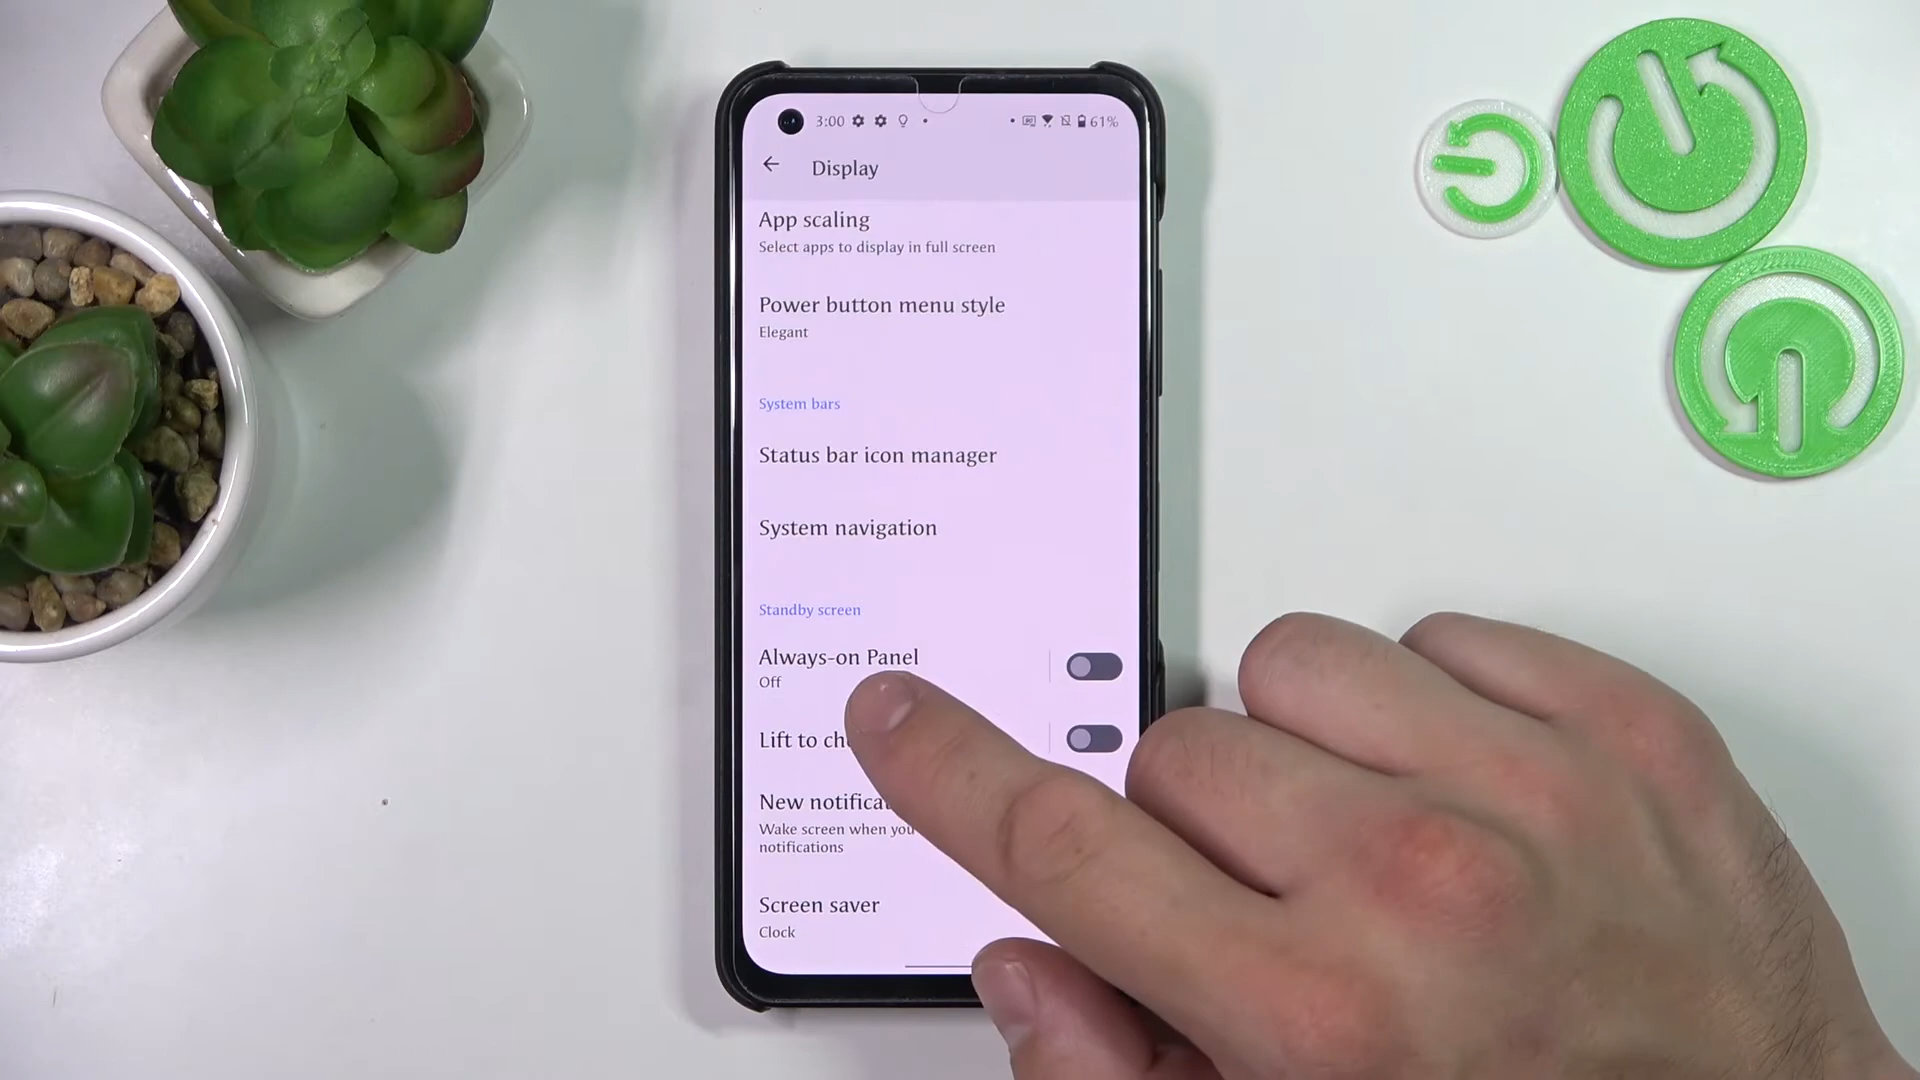 3:00 61%
Display
App scaling
Select apps to display in full screen
Power button menu style
Elegant
System bars
Status bar icon manager
System navigation
Standby screen
Always-on Panel
Off
Lift to
New
Wake screen when you
notifications
Screen saver
Clock